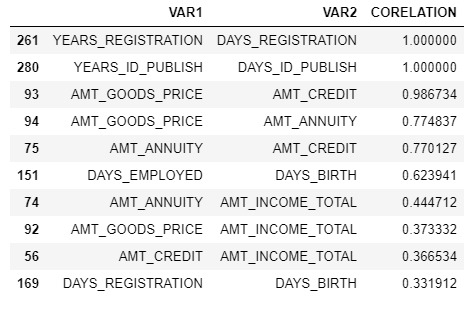 VAR1 VAR2 CORELATION
261 YEARS_REGISTRATION DAYS_REGISTRATION 1.000000
280 YEARS_ID_PUBLISH DAYS_ID_PUBLISH 1.000000
93 AMT_GOODS_PRICE AMT_CREDIT 0.986734
94 AMT_GOODS_PRICE AMT_ANNUITY 0.774837
75 AMT_ANNUITY AMT_CREDIT 0.770127
151 DAYS_EMPLOYED DAYS_BIRTH 0.623941
74 AMT_ANNUITY AMT_INCOME_TOTAL 0.444712
92 AMT_GOODS_PRICE AMT_INCOME_TOTAL 0.373332
56 AMT_CREDIT AMT_INCOME_TOTAL 0.366534
169 DAYS_REGISTRATION DAYS_BIRTH 0.331912